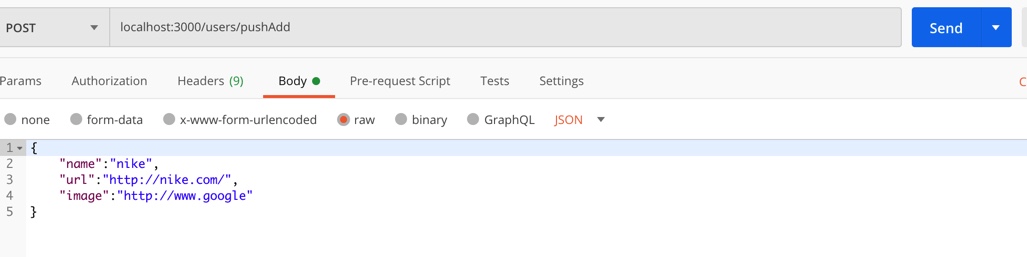 POST localhost:3000/users/pushAdd Send
Params Authorization Headers (9) Body Pre-request Script Tests Settings C
none form-data x-www-form-urlencoded raw binary GraphQL JSON
1 {
2 "name":"nike",
3 "url":"http://nike.com/",
4 "image":"http://www.google"
5 }